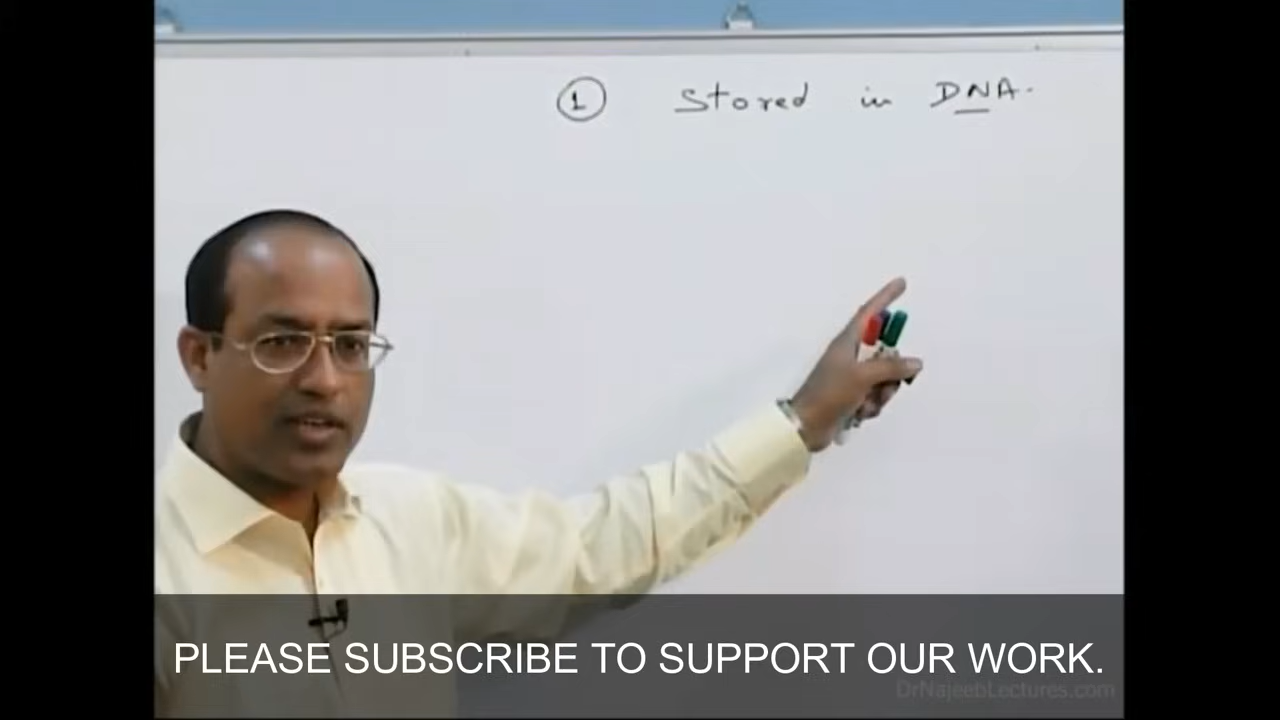 ① Stored in DNA.
PLEASE SUBSCRIBE TO SUPPORT OUR WORK.
DrNajeebLectures.com